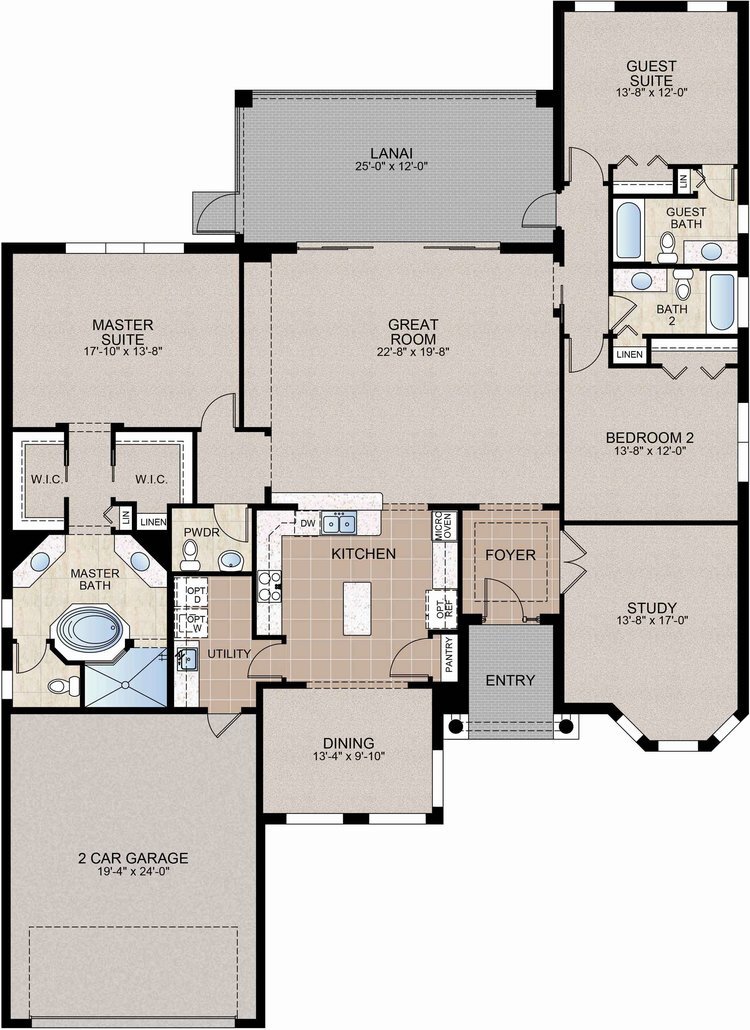 GUEST
SUITE
13'-8" x 12'-0"
LANAI
25'-0" x 12'-0"
LIN
GUEST
BATH
BATH
2
LINEN
MASTER
SUITE
17'-10" x 13'-8"
GREAT
ROOM
22'-8" x 19'-8"
BEDROOM 2
13'-8" x 12'-0"
W.I.C.
W.I.C.
LIN
LINEN
PWDR
DW
KITCHEN
MICRO
OVEN
FOYER
MASTER
BATH
OPT
D
OPT
W
OPT
REF
STUDY
13'-8" x 17'-0"
UTILITY
PANTRY
ENTRY
DINING
13'-4" x 9'-10"
2 CAR GARAGE
19'-4" x 24'-0"